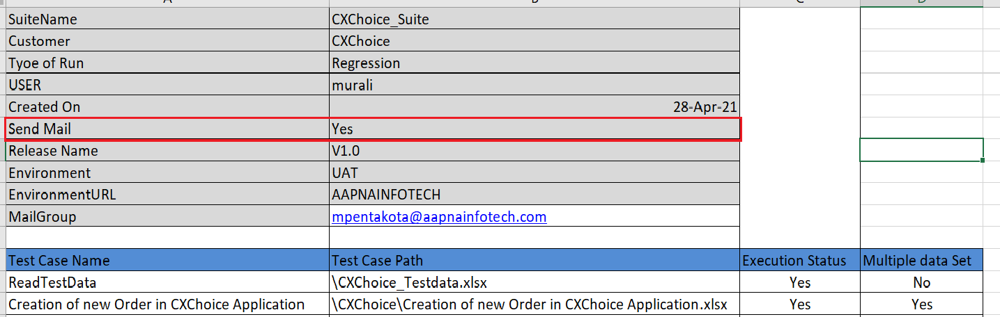 SuiteName CXChoice_Suite
Customer CXChoice
Tyoe of Run Regression
USER murali
Created On 28-Apr-21
Send Mail Yes
Release Name V1.0
Environment UAT
EnvironmentURL AAPNAINFOTECH
MailGroup mpentakota@aapnainfotech.com
Test Case Name Test Case Path Execution Status Multiple data Set
ReadTestData \CXChoice_Testdata.xlsx Yes No
Creation of new Order in CXChoice Application \CXChoice\Creation of new Order in CXChoice Application.xlsx Yes Yes